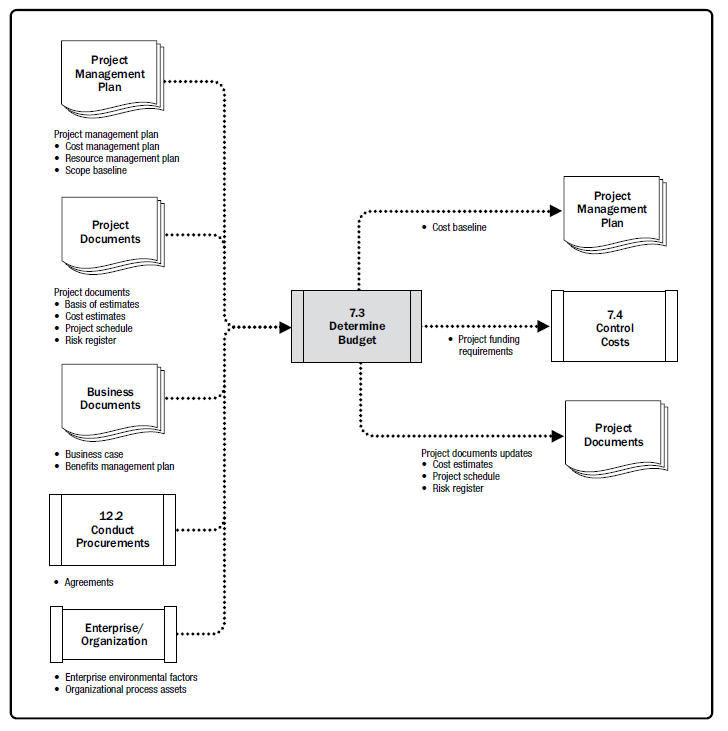 Project
Management
Plan
Project management plan
• Cost management plan
• Resource management plan
• Scope baseline
Project
Documents
Project documents
• Basis of estimates
• Cost estimates
• Project schedule
• Risk register
Business
Documents
• Business case
• Benefits management plan
12.2
Conduct
Procurements
• Agreements
Enterprise/
Organization
• Enterprise environmental factors
• Organizational process assets
7.3
Determine
Budget
• Cost baseline
Project
Management
Plan
• Project funding
requirements
7.4
Control
Costs
Project documents updates
• Cost estimates
• Project schedule
• Risk register
Project
Documents